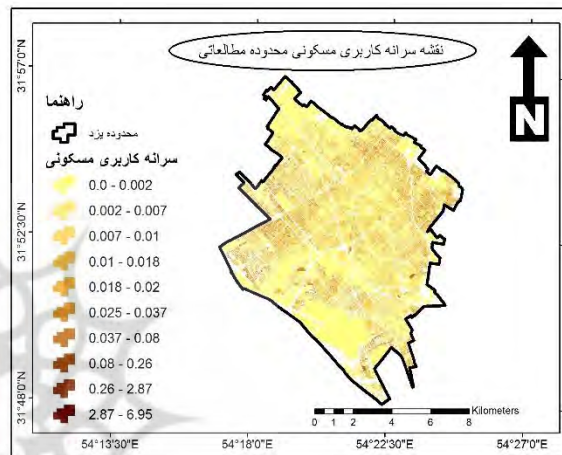 نقشه سرانه کاربری مسکونی محدوده مطالعاتی
31°57'0"N
31°52'30"N
31°48'0"N
N
راهنما
محدوده یزد
سرانه کاربری مسکونی
0.0 - 0.002
0.002 - 0.007
0.007 - 0.01
0.01 - 0.018
0.018 - 0.02
0.025 - 0.037
0.037 - 0.08
0.08 - 0.26
0.26 - 2.87
2.87 - 6.95
Kilometers
0 1 2 4 6 8
54°13'30"E 54°18'0"E 54°22'30"E 54°27'0"E